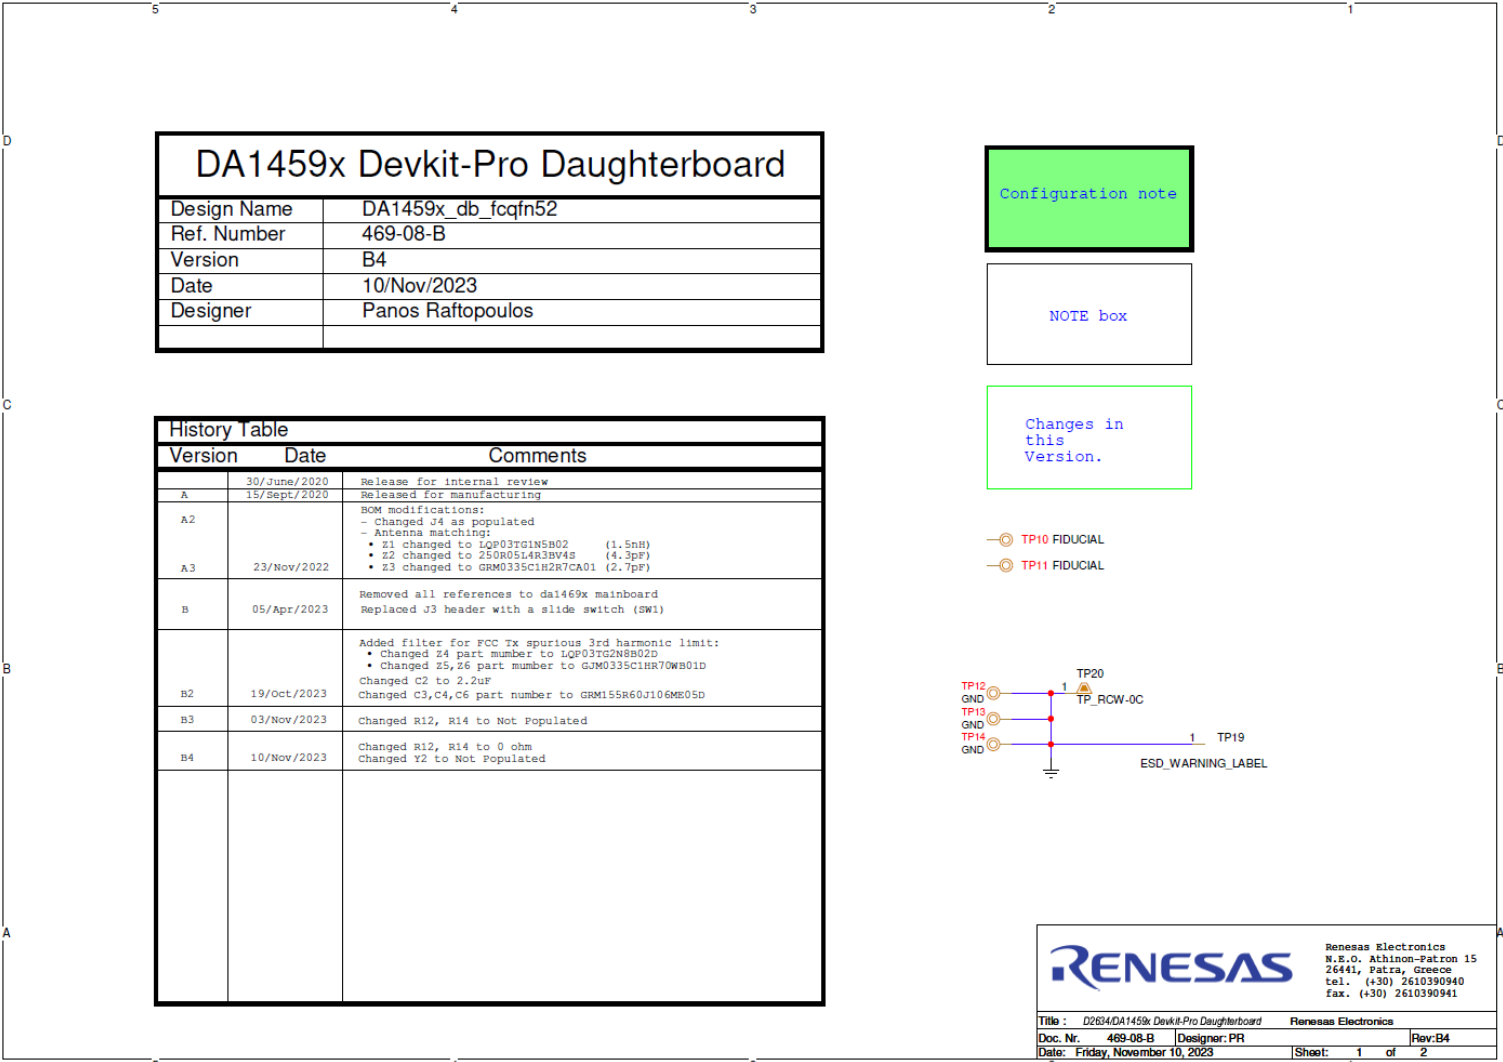 5 4 3 2 1
D D
DA1459x Devkit-Pro Daughterboard
Design Name DA1459x_db_fcqfn52
Ref. Number 469-08-B
Version B4
Date 10/Nov/2023
Designer Panos Raftopoulos
Configuration note
NOTE box
Changes in
this
Version.
C C
History Table
Version Date Comments
30/June/2020 Release for internal review
A 15/Sept/2020 Released for manufacturing
BOM modifications:
A2 - Changed J4 as populated
- Antenna matching:
• Z1 changed to LQP03TG1N5B02 (1.5nH)
• Z2 changed to 250R05L4R3BV4S (4.3pF)
A3 23/Nov/2022 • Z3 changed to GRM0335C1H2R7CA01 (2.7pF)
Removed all references to da1469x mainboard
B 05/Apr/2023 Replaced J3 header with a slide switch (SW1)
Added filter for FCC Tx spurious 3rd harmonic limit:
• Changed Z4 part mumber to LQP03TG2N8B02D
• Changed Z5,Z6 part mumber to GJM0335C1HR70WB01D
Changed C2 to 2.2uF
B2 19/Oct/2023 Changed C3,C4,C6 part number to GRM155R60J106ME05D
B3 03/Nov/2023 Changed R12, R14 to Not Populated
Changed R12, R14 to 0 ohm
B4 10/Nov/2023 Changed Y2 to Not Populated
TP10 FIDUCIAL
TP11 FIDUCIAL
B B
TP20
TP12 1
GND TP_RCW-0C
TP13
GND
TP14 1 TP19
GND
ESD_WARNING_LABEL
A A
RENESAS
Renesas Electronics
N.E.O. Athinon-Patron 15
26441, Patra, Greece
tel. (+30) 2610390940
fax. (+30) 2610390941
Title : D2634/DA1459x Devkit-Pro Daughterboard Renesas Electronics
Doc. Nr. 469-08-B Designer: PR Rev:B4
Date: Friday, November 10, 2023 Sheet: 1 of 2